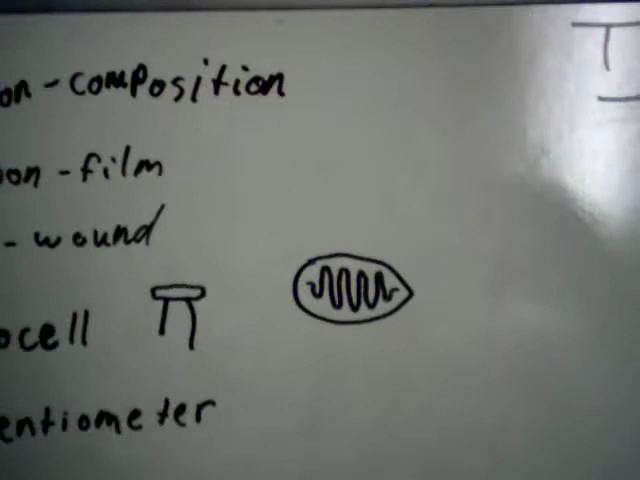 on-composition
on-film
-wound
ocell
entiometer